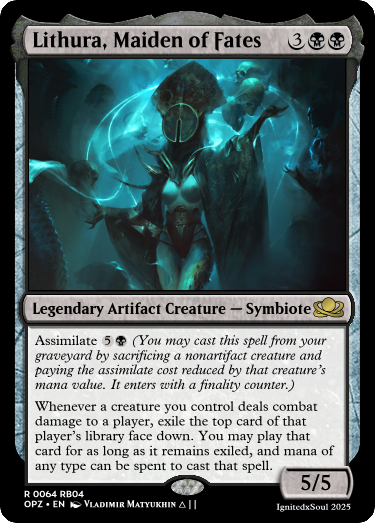 Lithura, Maiden of Fates 3
Legendary Artifact Creature — Symbiote
Assimilate 5 (You may cast this spell from your
graveyard by sacrificing a nonartifact creature and
paying the assimilate cost reduced by that creature's
mana value. It enters with a finality counter.)
Whenever a creature you control deals combat
damage to a player, exile the top card of that
player's library face down. You may play that
card for as long as it remains exiled, and mana of
any type can be spent to cast that spell.
5/5
R 0064 RB04
OPZ • EN Vladimir Matyukhin △ ||
IgnitedxSoul 2025